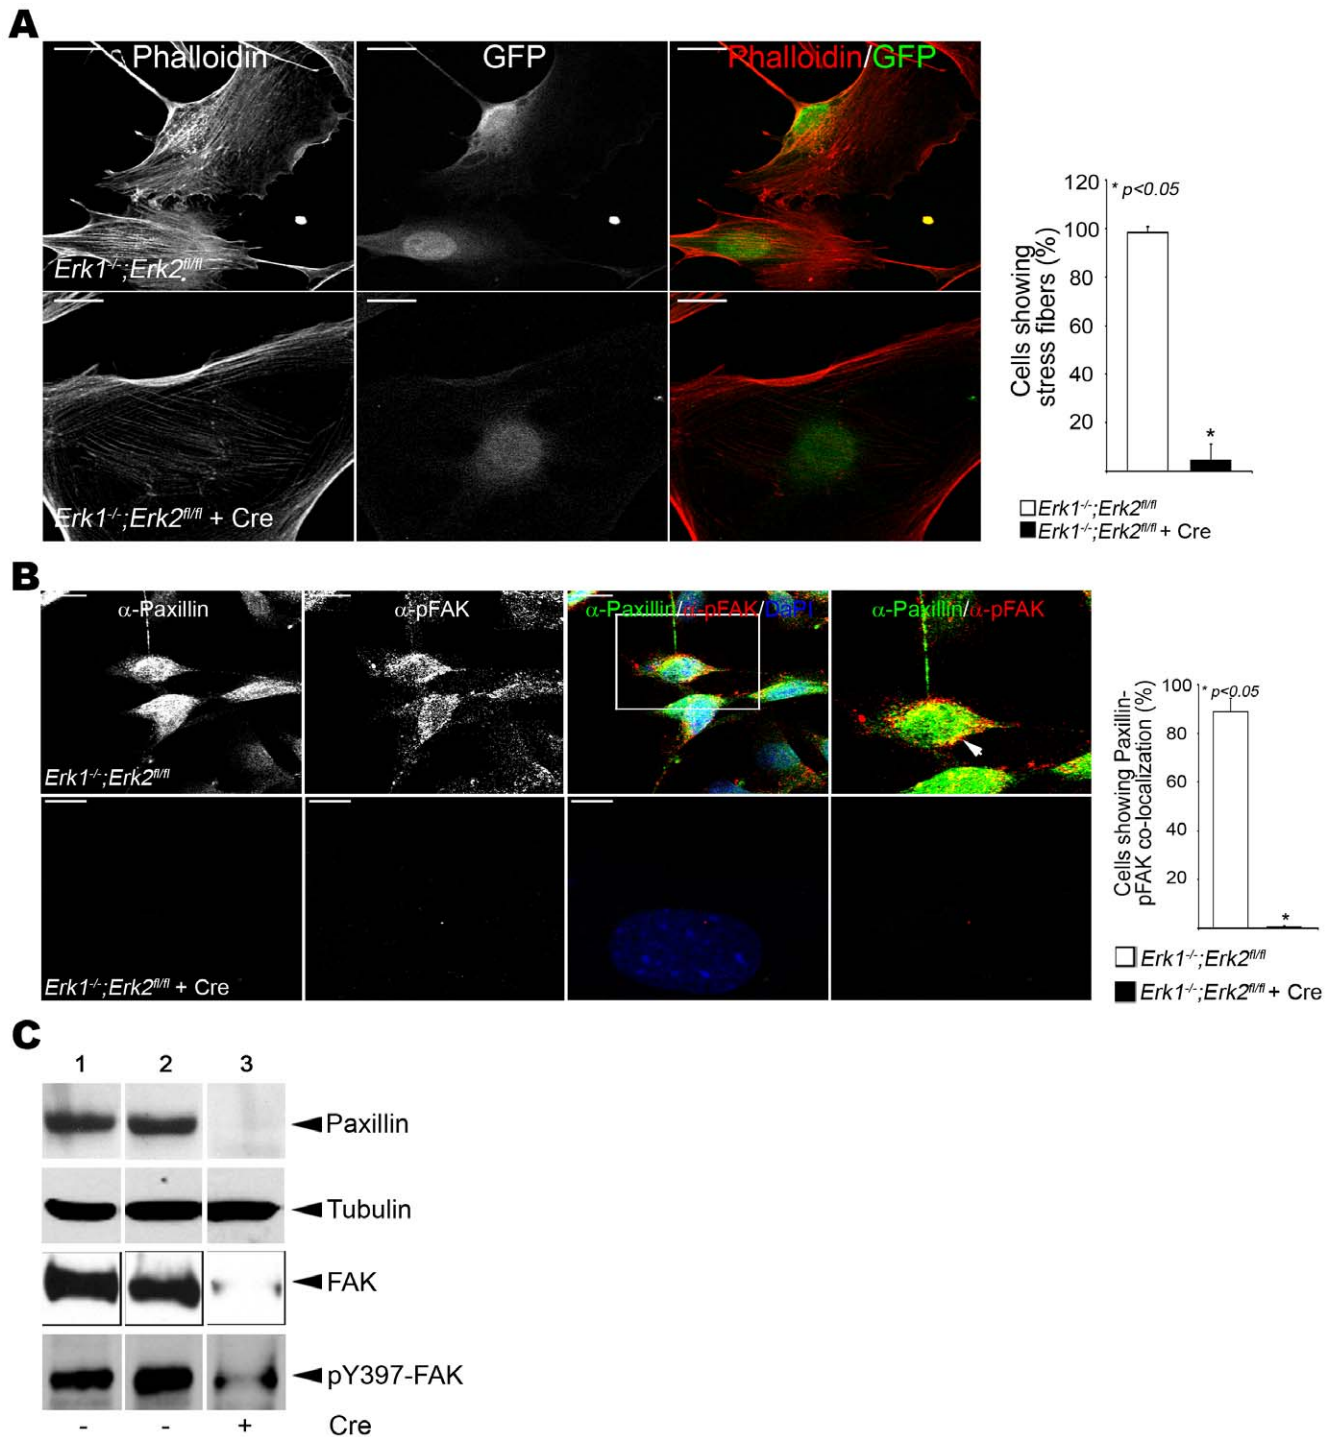 A
Phalloidin
GFP
Phalloidin/GFP
Erk1-/-;Erk2fl/fl
Erk1-/-;Erk2fl/fl + Cre
Cells showing
stress fibers (%)
120
100
80
60
40
20
* p<0.05
*
Erk1-/-;Erk2fl/fl
Erk1-/-;Erk2fl/fl + Cre
B
α-Paxillin
α-pFAK
α-Paxillin/α-pFAK/DaPi
α-Paxillin/α-pFAK
Erk1-/-;Erk2fl/fl
Erk1-/-;Erk2fl/fl + Cre
Cells showing Paxillin-
pFAK co-localization (%)
100
80
60
40
20
* p<0.05
*
Erk1-/-;Erk2fl/fl
Erk1-/-;Erk2fl/fl + Cre
C
1 2 3
Paxillin
Tubulin
FAK
pY397-FAK
- - + Cre